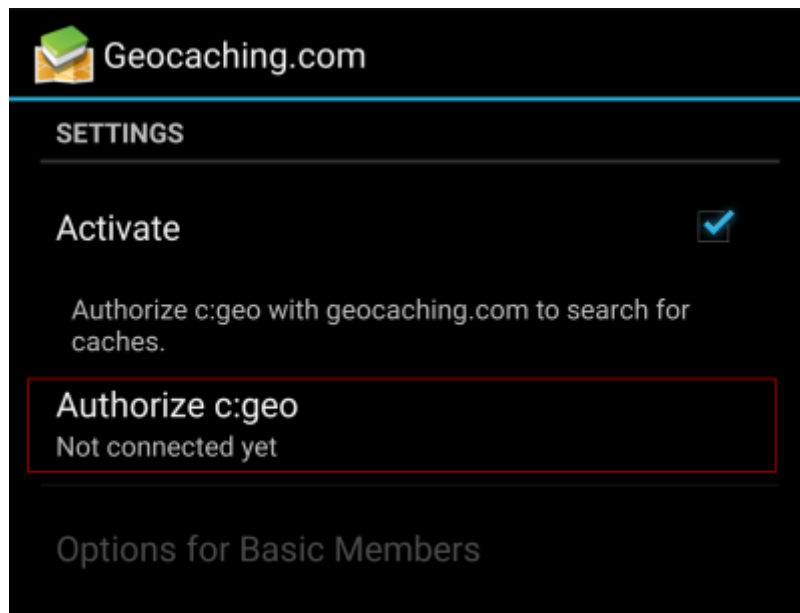 Geocaching.com
SETTINGS
Activate
Authorize c:geo with geocaching.com to search for
caches.
Authorize c:geo
Not connected yet
Options for Basic Members